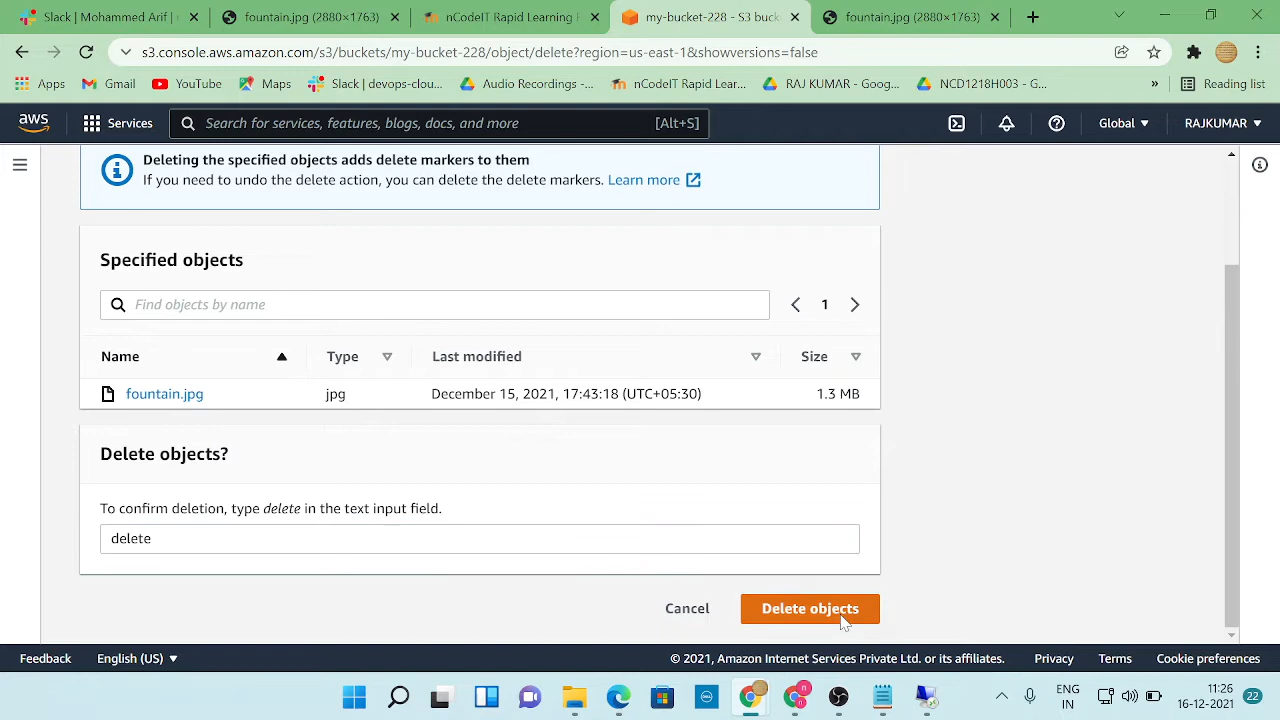 Slack | Mohammed Arif |
fountain.jpg (2880×1763)
nCodeIT Rapid Learning
my-bucket-228 - S3 buck
fountain.jpg (2880×1763)
s3.console.aws.amazon.com/s3/buckets/my-bucket-228/object/delete?region=us-east-1&showversions=false
Apps
Gmail
YouTube
Maps
Slack | devops-clou...
Audio Recordings -...
nCodeIT Rapid Lear...
RAJ KUMAR - Goog...
NCD1218H003 - G...
»
Reading list
aws
Services
Search for services, features, blogs, docs, and more
[Alt+S]
Global
RAJKUMAR
Deleting the specified objects adds delete markers to them
If you need to undo the delete action, you can delete the delete markers. Learn more
Specified objects
Find objects by name
1
Name
Type
Last modified
Size
fountain.jpg
jpg
December 15, 2021, 17:43:18 (UTC+05:30)
1.3 MB
Delete objects?
To confirm deletion, type delete in the text input field.
delete
Cancel
Delete objects
Feedback
English (US)
© 2021, Amazon Internet Services Private Ltd. or its affiliates.
Privacy
Terms
Cookie preferences
ENG
IN
11:26
16-12-2021
22